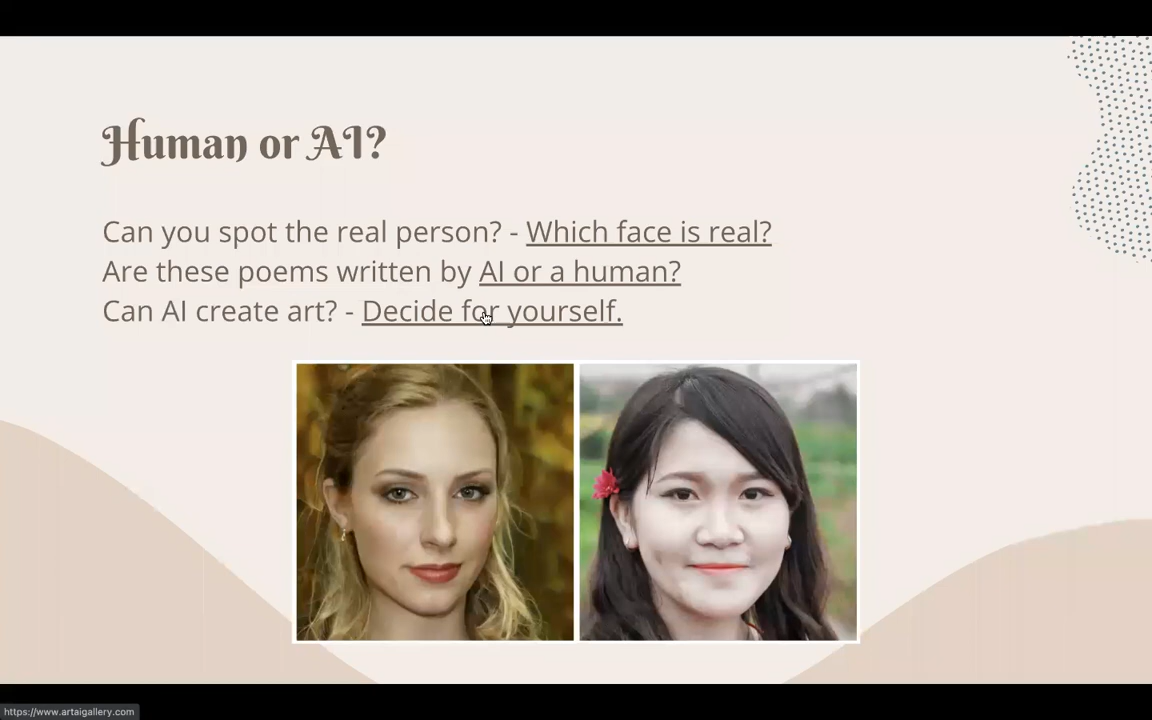 Human or AI?
Can you spot the real person? - Which face is real?
Are these poems written by AI or a human?
Can AI create art? - Decide for yourself.
https://www.artaigallery.com